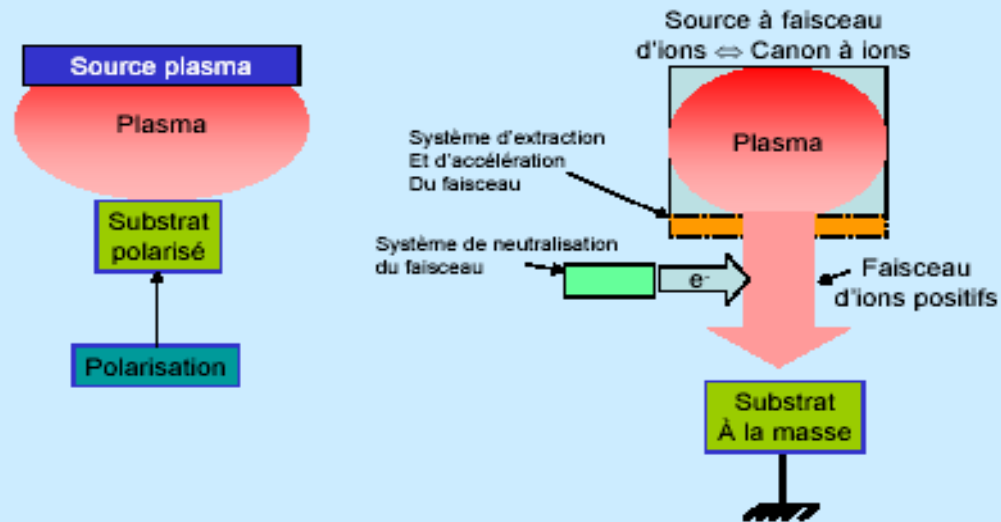 Source plasma
Plasma
Substrat
polarisé
Polarisation
Source à faisceau
d'ions ⇔ Canon à ions
Plasma
Système d'extraction
Et d'accélération
Du faisceau
Système de neutralisation
du faisceau
e-
Faisceau
d'ions positifs
Substrat
À la masse